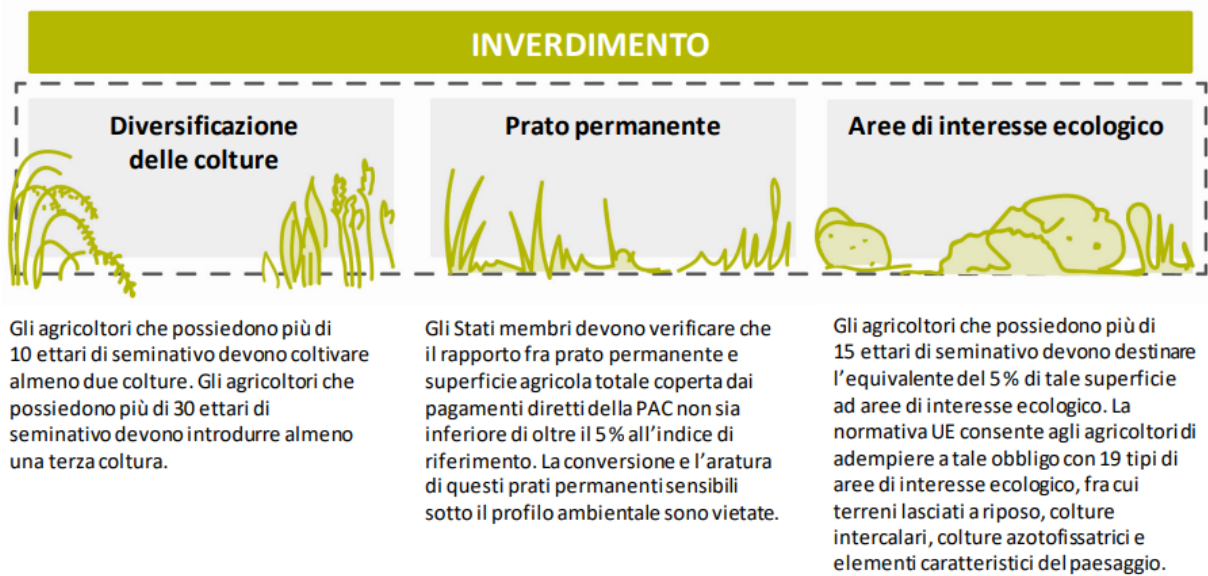 INVERDIMENTO
Diversificazione
delle colture
Gli agricoltori che possiedono più di
10 ettari di seminativo devono coltivare
almeno due colture. Gli agricoltori che
possiedono più di 30 ettari di
seminativo devono introdurre almeno
una terza coltura.
Prato permanente
Gli Stati membri devono verificare che
il rapporto fra prato permanente e
superficie agricola totale coperta dai
pagamenti diretti della PAC non sia
inferiore di oltre il 5% all'indice di
riferimento. La conversione e l'aratura
di questi prati permanenti sensibili
sotto il profilo ambientale sono vietate.
Aree di interesse ecologico
Gli agricoltori che possiedono più di
15 ettari di seminativo devono destinare
l'equivalente del 5% di tale superficie
ad aree di interesse ecologico. La
normativa UE consente agli agricoltori di
adempiere a tale obbligo con 19 tipi di
aree di interesse ecologico, fra cui
terreni lasciati a riposo, colture
intercalari, colture azotofissatrici e
elementi caratteristici del paesaggio.